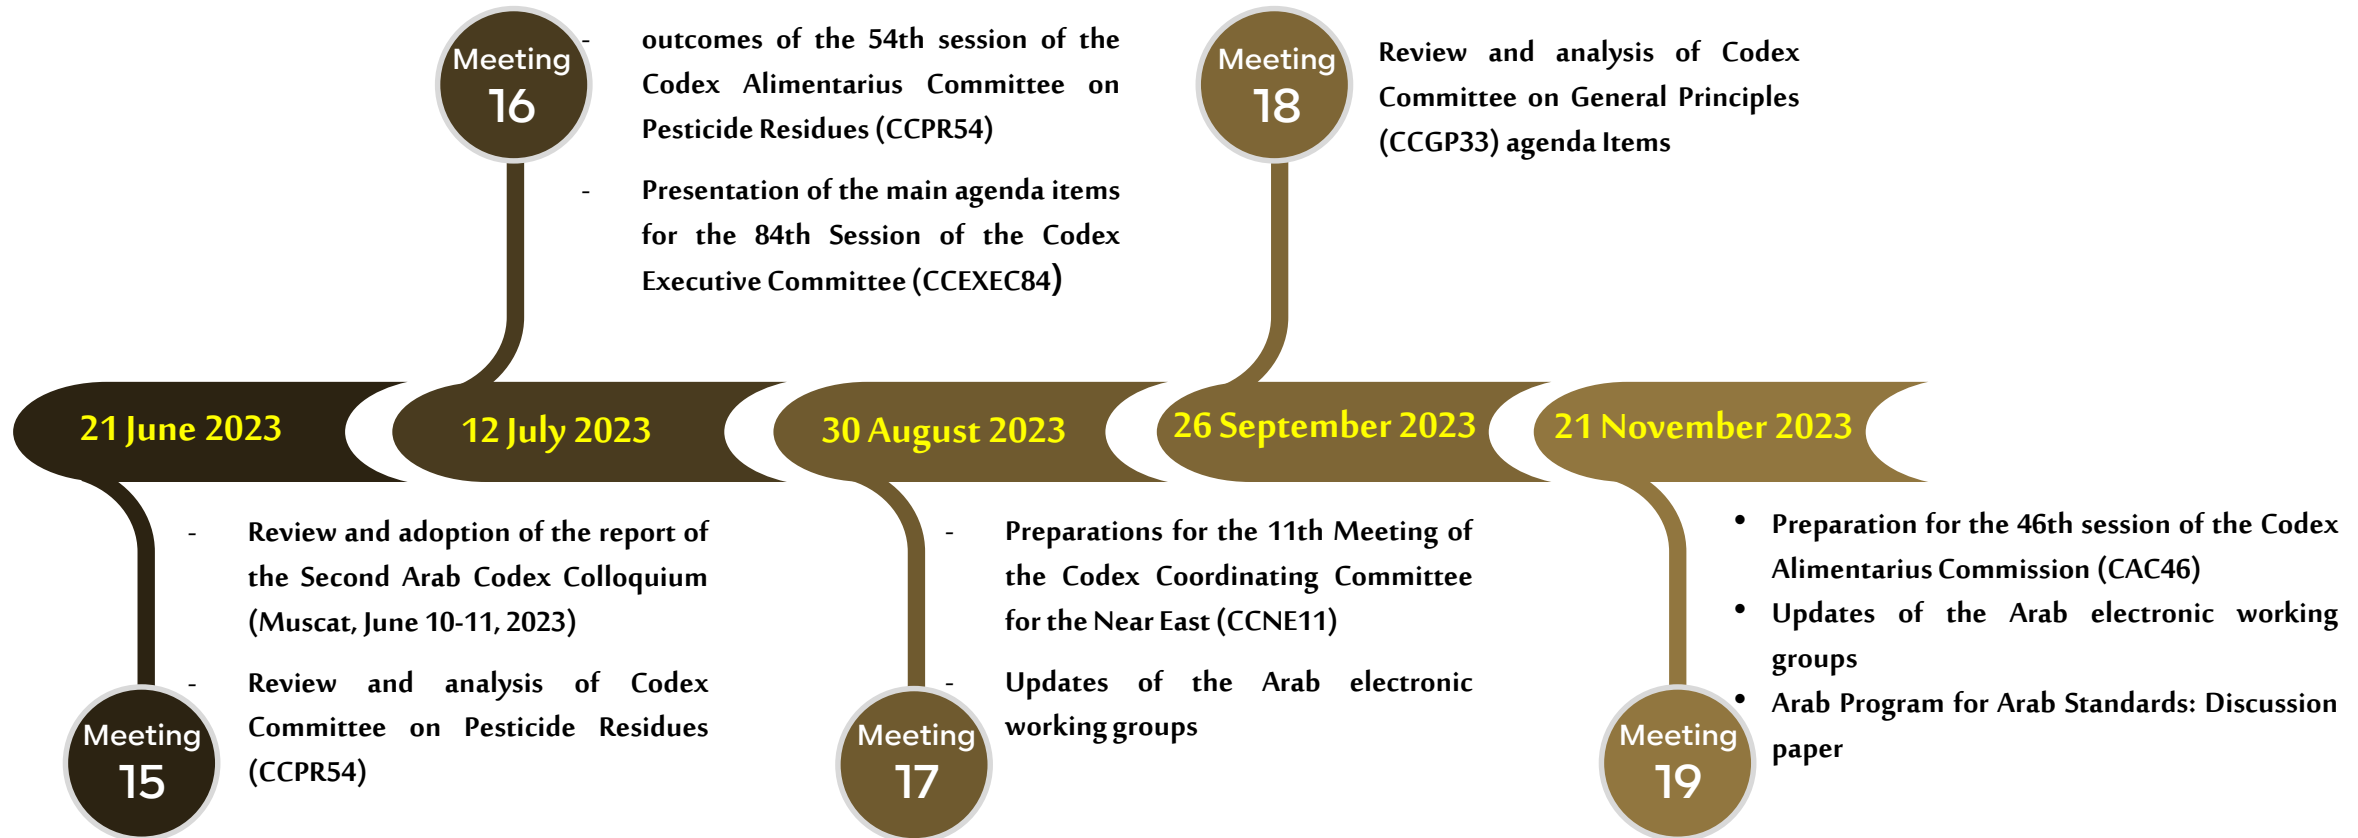 Meeting
16
- outcomes of the 54th session of the
Codex Alimentarius Committee on
Pesticide Residues (CCPR54)
- Presentation of the main agenda items
for the 84th Session of the Codex
Executive Committee (CCEXEC84)
Meeting
18
Review and analysis of Codex
Committee on General Principles
(CCGP33) agenda Items
21 June 2023
12 July 2023
30 August 2023
26 September 2023
21 November 2023
- Review and adoption of the report of
the Second Arab Codex Colloquium
(Muscat, June 10-11, 2023)
- Review and analysis of Codex
Committee on Pesticide Residues
(CCPR54)
Meeting
15
- Preparations for the 11th Meeting of
the Codex Coordinating Committee
for the Near East (CCNE11)
- Updates of the Arab electronic
working groups
Meeting
17
• Preparation for the 46th session of the Codex
Alimentarius Commission (CAC46)
• Updates of the Arab electronic working
groups
• Arab Program for Arab Standards: Discussion
paper
Meeting
19